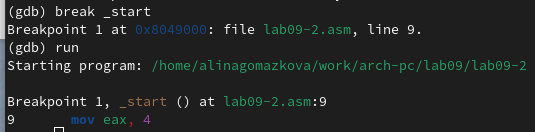 (gdb) break _start
Breakpoint 1 at 0x8049000: file lab09-2.asm, line 9.
(gdb) run
Starting program: /home/alinagomazkova/work/arch-pc/lab09/lab09-2
Breakpoint 1, _start () at lab09-2.asm:9
9 mov eax, 4